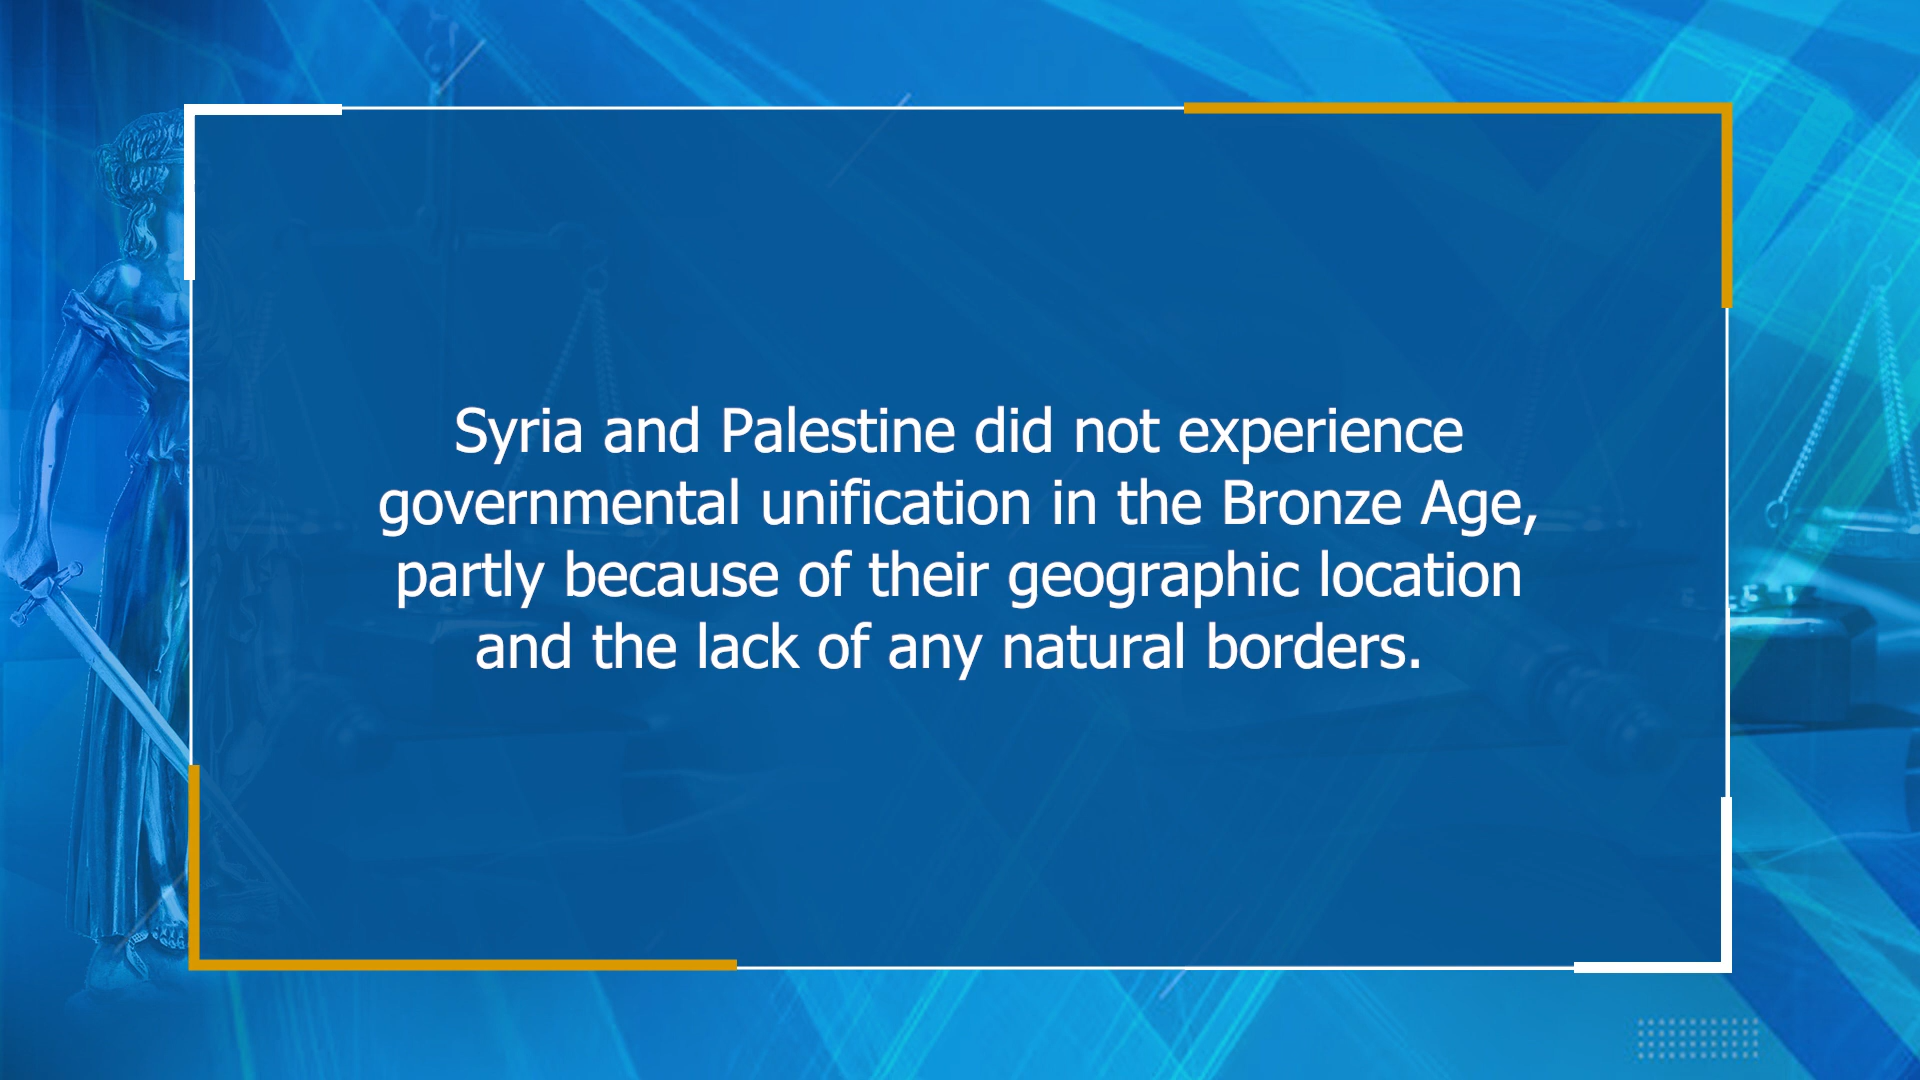 Syria and Palestine did not experience
governmental unification in the Bronze Age,
partly because of their geographic location
and the lack of any natural borders.